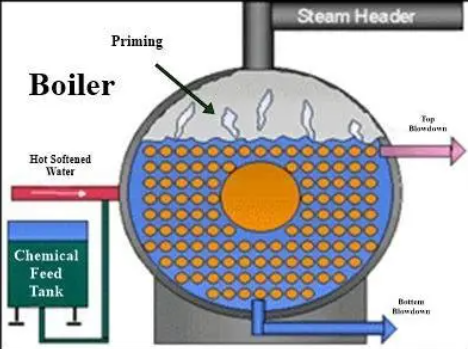 Steam Header
Priming
Boiler
Top
Blowdown
Hot Softened
Water
Chemical
Feed
Tank
Bottom
Blowdown